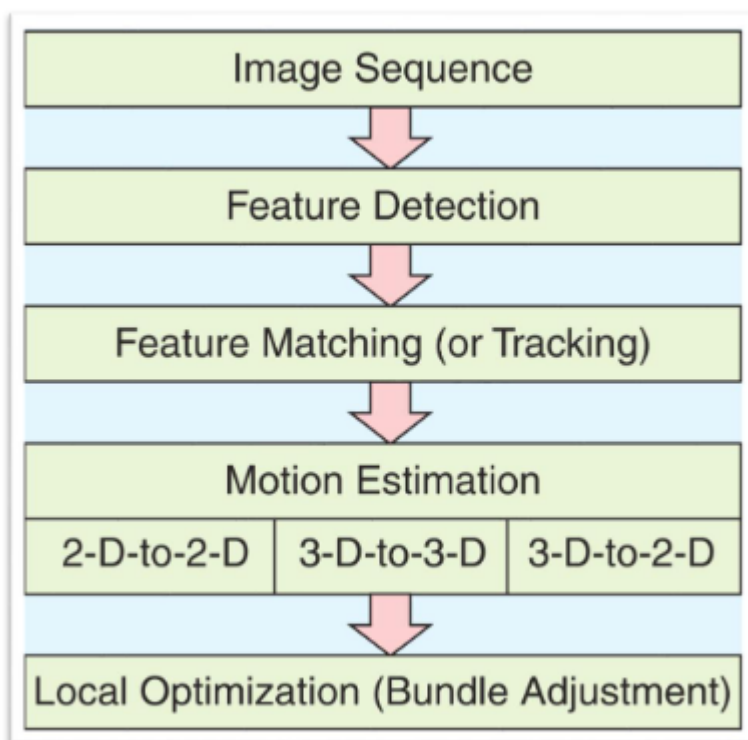 Image Sequence
Feature Detection
Feature Matching (or Tracking)
Motion Estimation
2-D-to-2-D 3-D-to-3-D 3-D-to-2-D
Local Optimization (Bundle Adjustment)